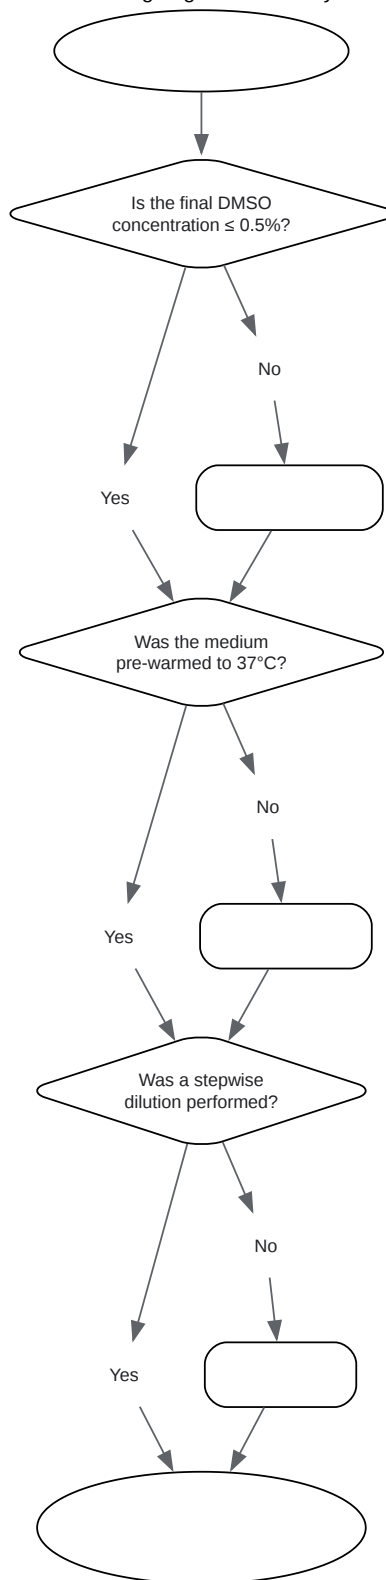 Is the final DMSO
concentration ≤ 0.5%?
No
Yes
Was the medium
pre-warmed to 37°C?
No
Yes
Was a stepwise
dilution performed?
No
Yes